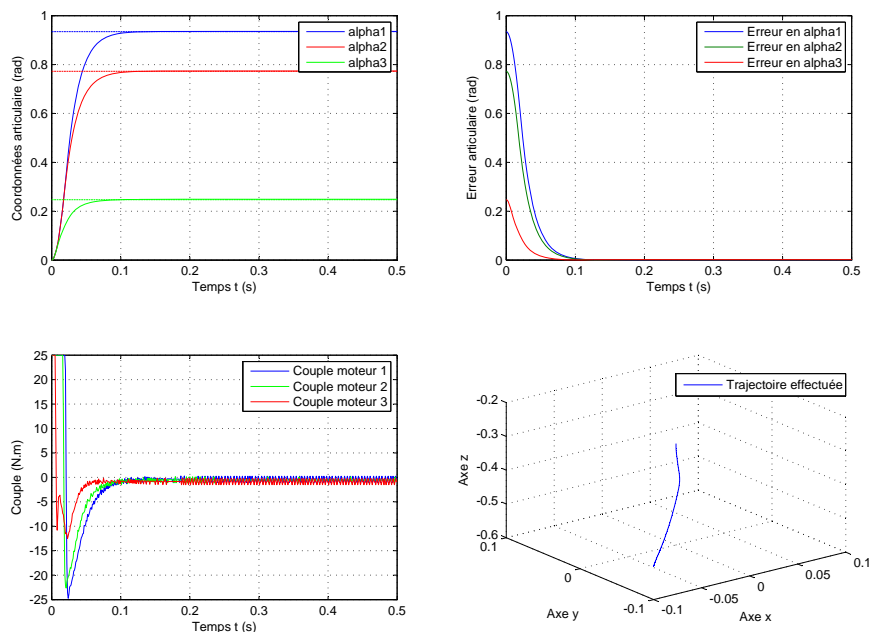 1
0.8
0.6
0.4
0.2
0
0
0.1
0.2
0.3
0.4
0.5
Coordonnées articulaire (rad)
Temps t (s)
alpha1
alpha2
alpha3
1
0.8
0.6
0.4
0.2
0
0
0.1
0.2
0.3
0.4
0.5
Erreur articulaire (rad)
Temps t (s)
Erreur en alpha1
Erreur en alpha2
Erreur en alpha3
25
20
15
10
5
0
-5
-10
-15
-20
-25
0
0.1
0.2
0.3
0.4
0.5
Couple (N.m)
Temps t (s)
Couple moteur 1
Couple moteur 2
Couple moteur 3
Trajectoire effectuée
-0.2
-0.3
-0.4
-0.5
-0.6
Axe z
0.1
0
-0.1
Axe y
-0.1
-0.05
0
0.05
0.1
Axe x